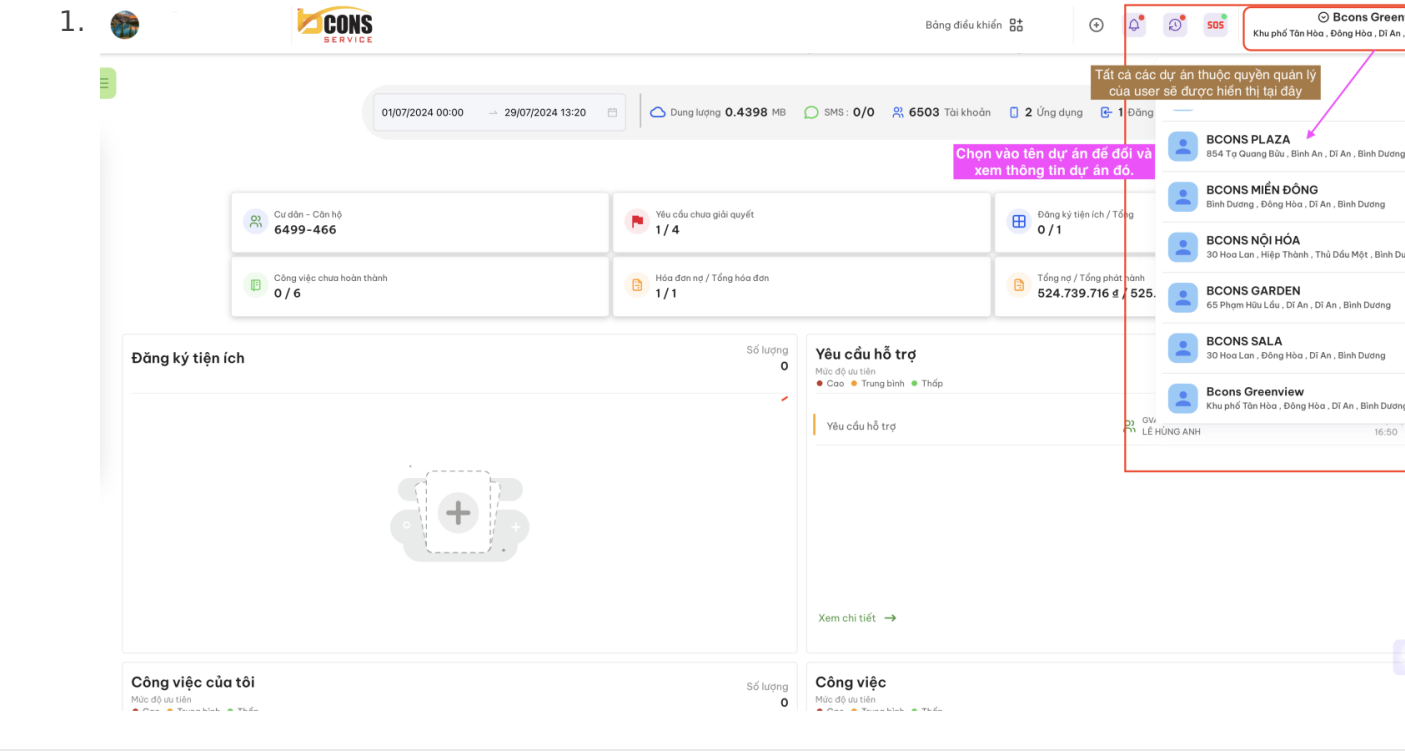 1.
BCONS
SERVICE
Bảng điều khiển
SOS
Bcons Green
Khu phố Tân Hòa , Đông Hòa , Dĩ An ,
Tất cả các dự án thuộc quyền quản lý
của user sẽ được hiển thị tại đây
01/07/2024 00:00 → 29/07/2024 13:20
Dung lượng 0.4398 MB
SMS : 0/0
6503 Tài khoản
2 Ứng dụng
1 Đăng
Chọn vào tên dự án để đổi và
xem thông tin dự án đó.
BCONS PLAZA
854 Tạ Quang Bửu , Bình An , Dĩ An , Bình Dương
BCONS MIỀN ĐÔNG
Bình Dương , Đông Hòa , Dĩ An , Bình Dương
BCONS NỘI HÓA
30 Hoa Lan , Hiệp Thành , Thủ Dầu Một , Bình Dư
BCONS GARDEN
65 Phạm Hữu Lầu , Dĩ An , Dĩ An , Bình Dương
BCONS SALA
30 Hoa Lan , Đông Hòa , Dĩ An , Bình Dương
Bcons Greenview
Khu phố Tân Hòa , Đông Hòa , Dĩ An , Bình Dương
Cư dân - Căn hộ
6499-466
Yêu cầu chưa giải quyết
1 / 4
Đăng ký tiện ích / Tổng
0 / 1
Công việc chưa hoàn thành
0 / 6
Hóa đơn nợ / Tổng hóa đơn
1 / 1
Tổng nợ / Tổng phát hành
524.739.716 đ / 525.
Đăng ký tiện ích
Số lượng
0
Yêu cầu hỗ trợ
Mức độ ưu tiên
Cao Trung bình Thấp
Yêu cầu hỗ trợ
LÊ HÙNG ANH
16:50
Xem chi tiết →
Công việc của tôi
Mức độ ưu tiên
Cao Trung bình Thấp
Số lượng
0
Công việc
Mức độ ưu tiên
Cao Trung bình Thấp